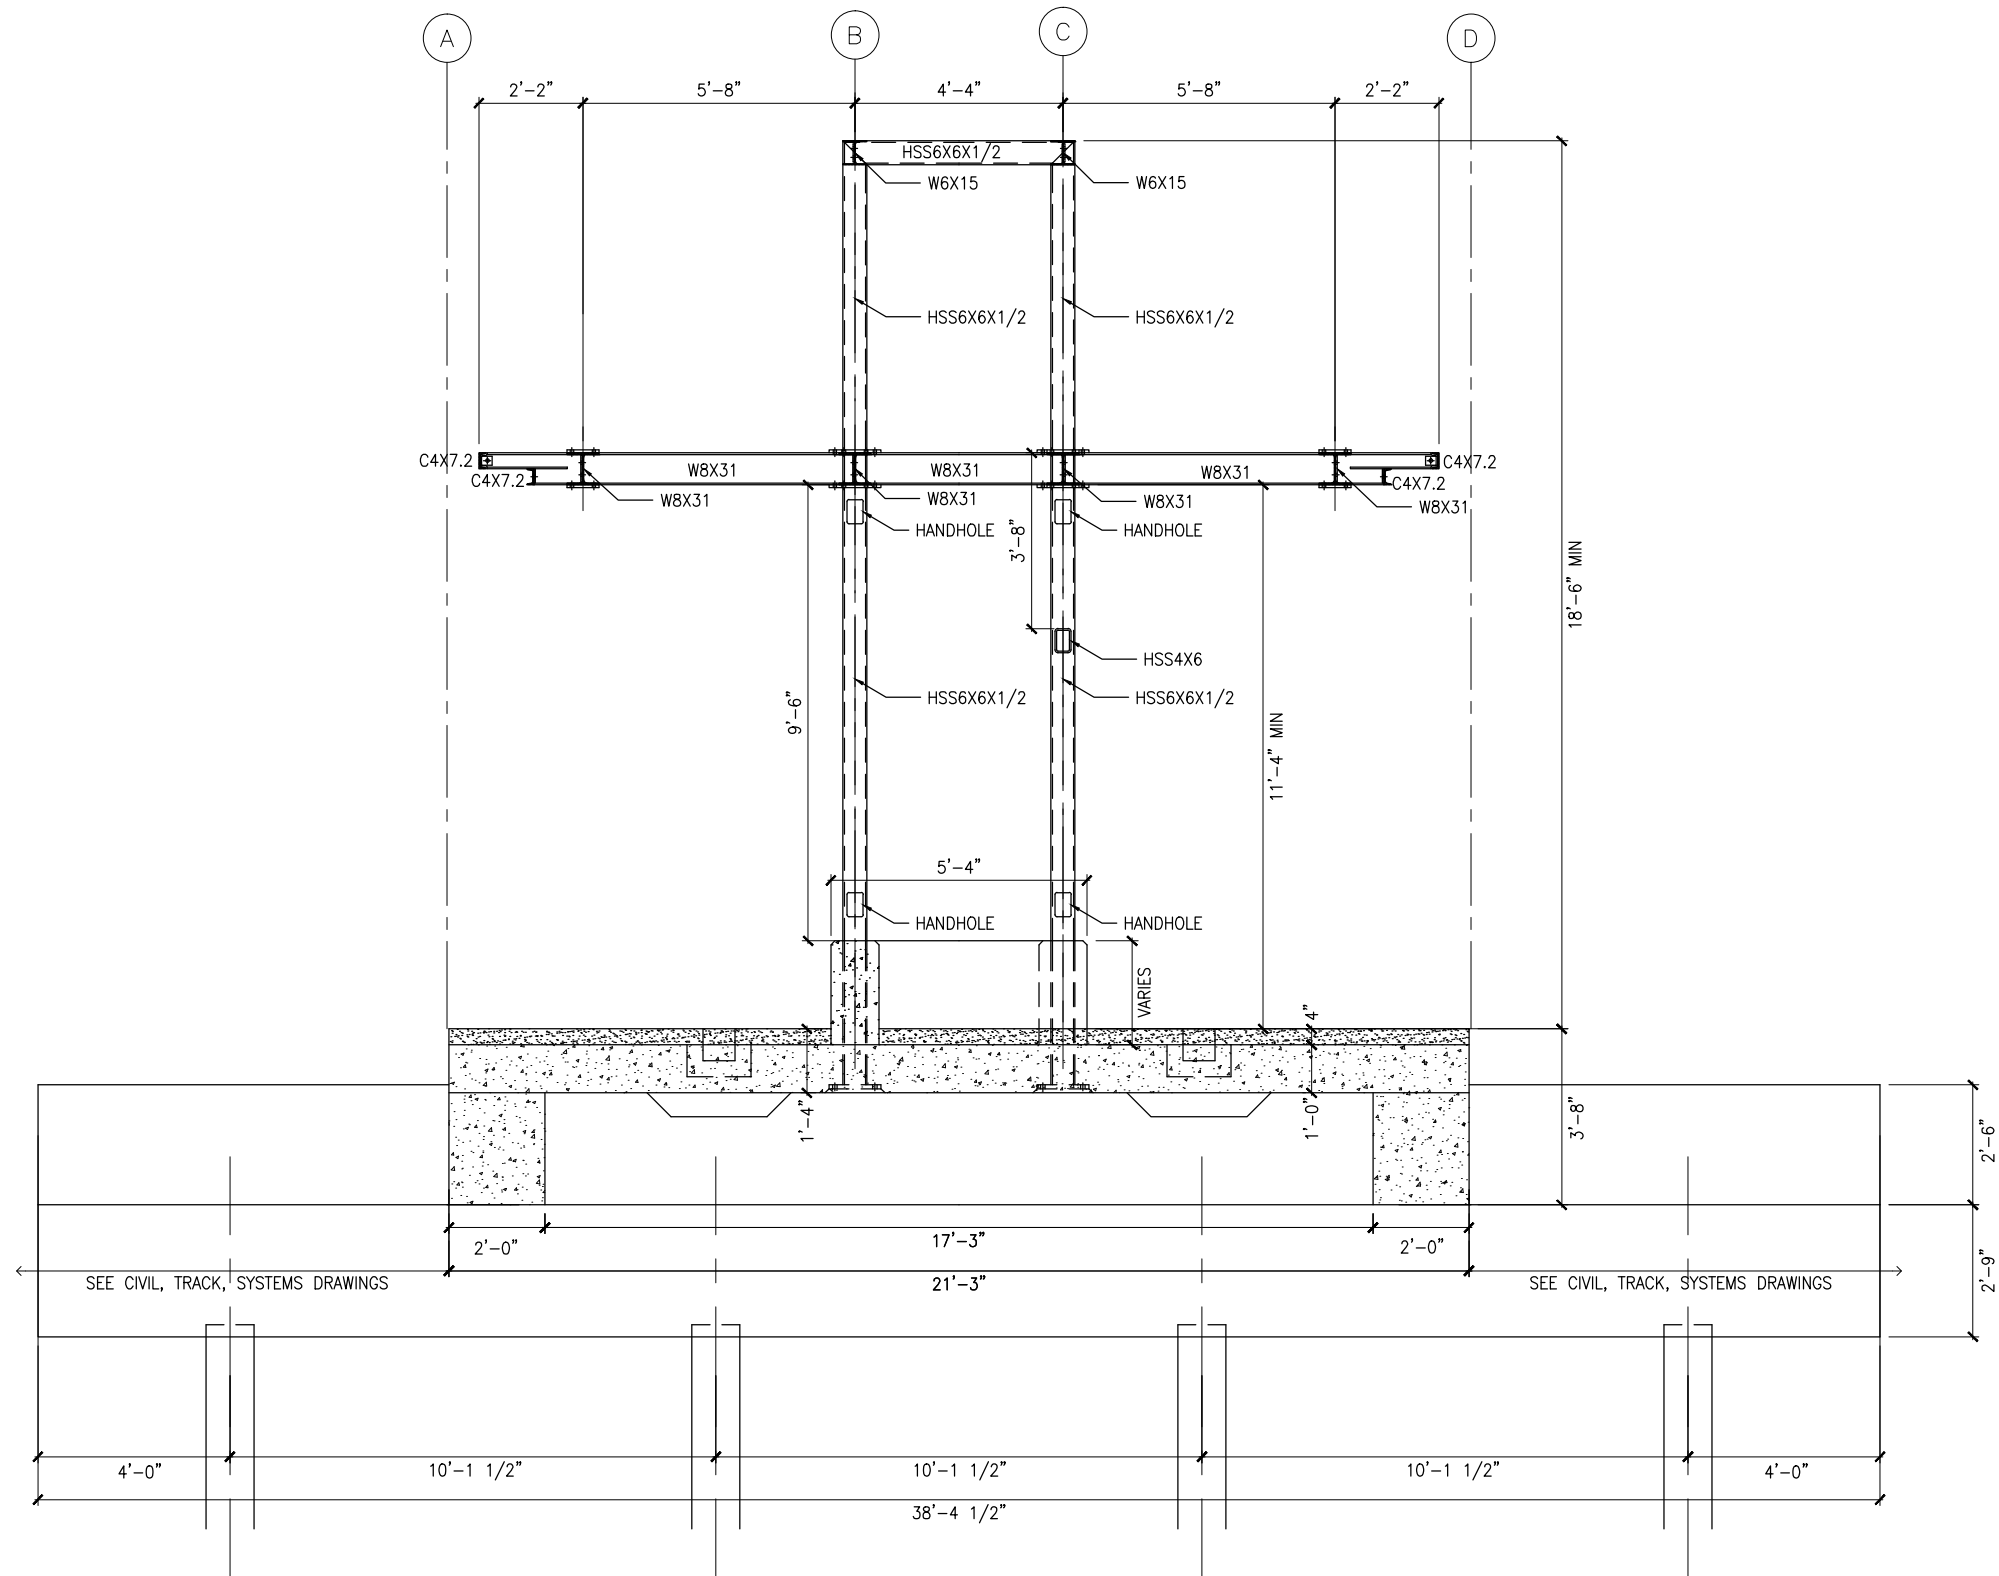 A
B
C
D
2'-2"
5'-8"
4'-4"
5'-8"
2'-2"
HSS6X6X1/2
W6X15
W6X15
HSS6X6X1/2
HSS6X6X1/2
C4X7.2
C4X7.2
W8X31
W8X31
W8X31
W8X31
W8X31
W8X31
C4X7.2
C4X7.2
W8X31
HANDHOLE
HANDHOLE
3'-8"
18'-6" MIN
HSS4X6
HSS6X6X1/2
HSS6X6X1/2
9'-6"
11'-4" MIN
5'-4"
HANDHOLE
HANDHOLE
VARIES
4"
1'-4"
1'-0"
3'-8"
2'-6"
2'-0"
17'-3"
2'-0"
2'-9"
SEE CIVIL, TRACK, SYSTEMS DRAWINGS
21'-3"
SEE CIVIL, TRACK, SYSTEMS DRAWINGS
4'-0"
10'-1 1/2"
10'-1 1/2"
10'-1 1/2"
4'-0"
38'-4 1/2"